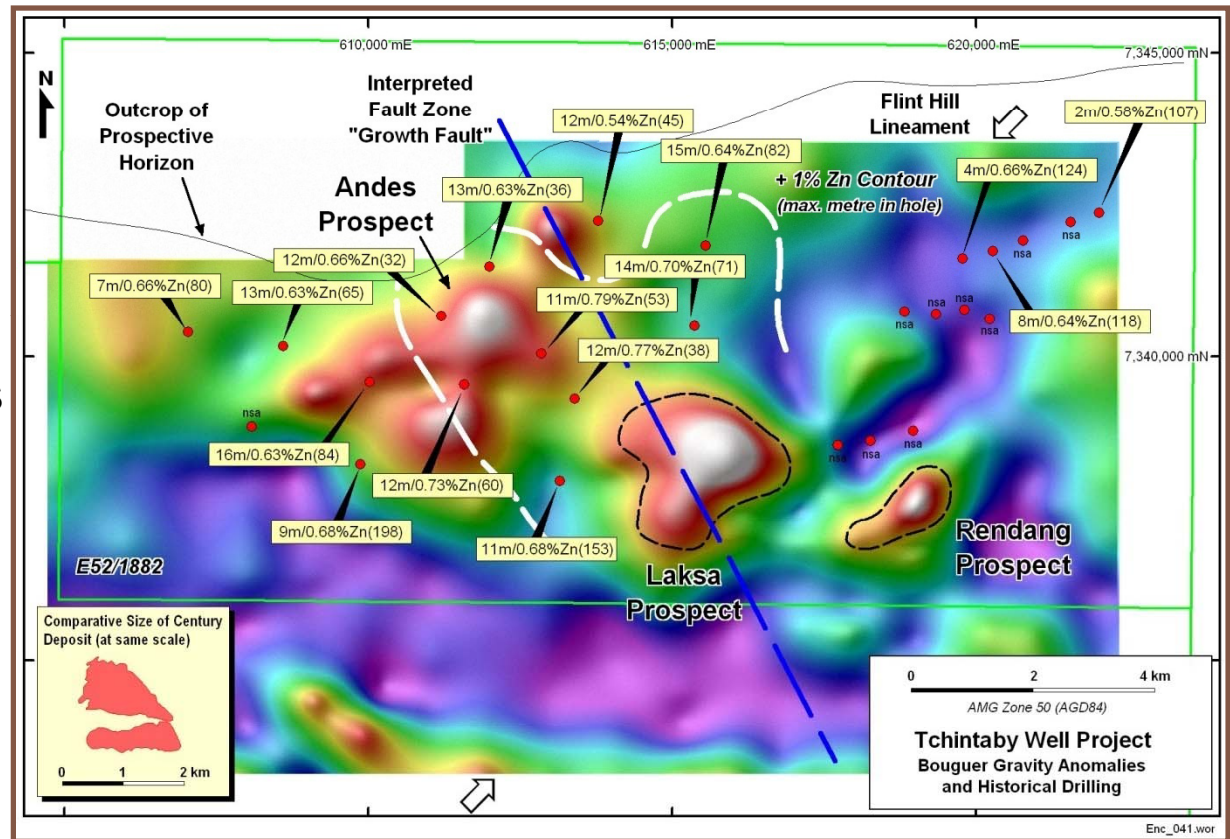 610,000 mE
615,000 mE
620,000 mE
7,345,000 mN
N
Outcrop of
Prospective
Horizon
Interpreted
Fault Zone
"Growth Fault"
Flint Hill
Lineament
2m/0.58%Zn(107)
12m/0.54%Zn(45)
15m/0.64%Zn(82)
4m/0.66%Zn(124)
+ 1% Zn Contour
(max. metre in hole)
Andes
Prospect
13m/0.63%Zn(36)
nsa
nsa
12m/0.66%Zn(32)
14m/0.70%Zn(71)
7m/0.66%Zn(80)
13m/0.63%Zn(65)
11m/0.79%Zn(53)
nsa
nsa
nsa
nsa
8m/0.64%Zn(118)
12m/0.77%Zn(38)
7,340,000 mN
s
nsa
16m/0.63%Zn(84)
nsa
nsa
nsa
12m/0.73%Zn(60)
9m/0.68%Zn(198)
11m/0.68%Zn(153)
Rendang
Prospect
E52/1882
Laksa
Prospect
Comparative Size of Century
Deposit (at same scale)
0 1 2 km
0 2 4 km
AMG Zone 50 (AGD84)
Tchintaby Well Project
Bouguer Gravity Anomalies
and Historical Drilling
Enc_041.wor